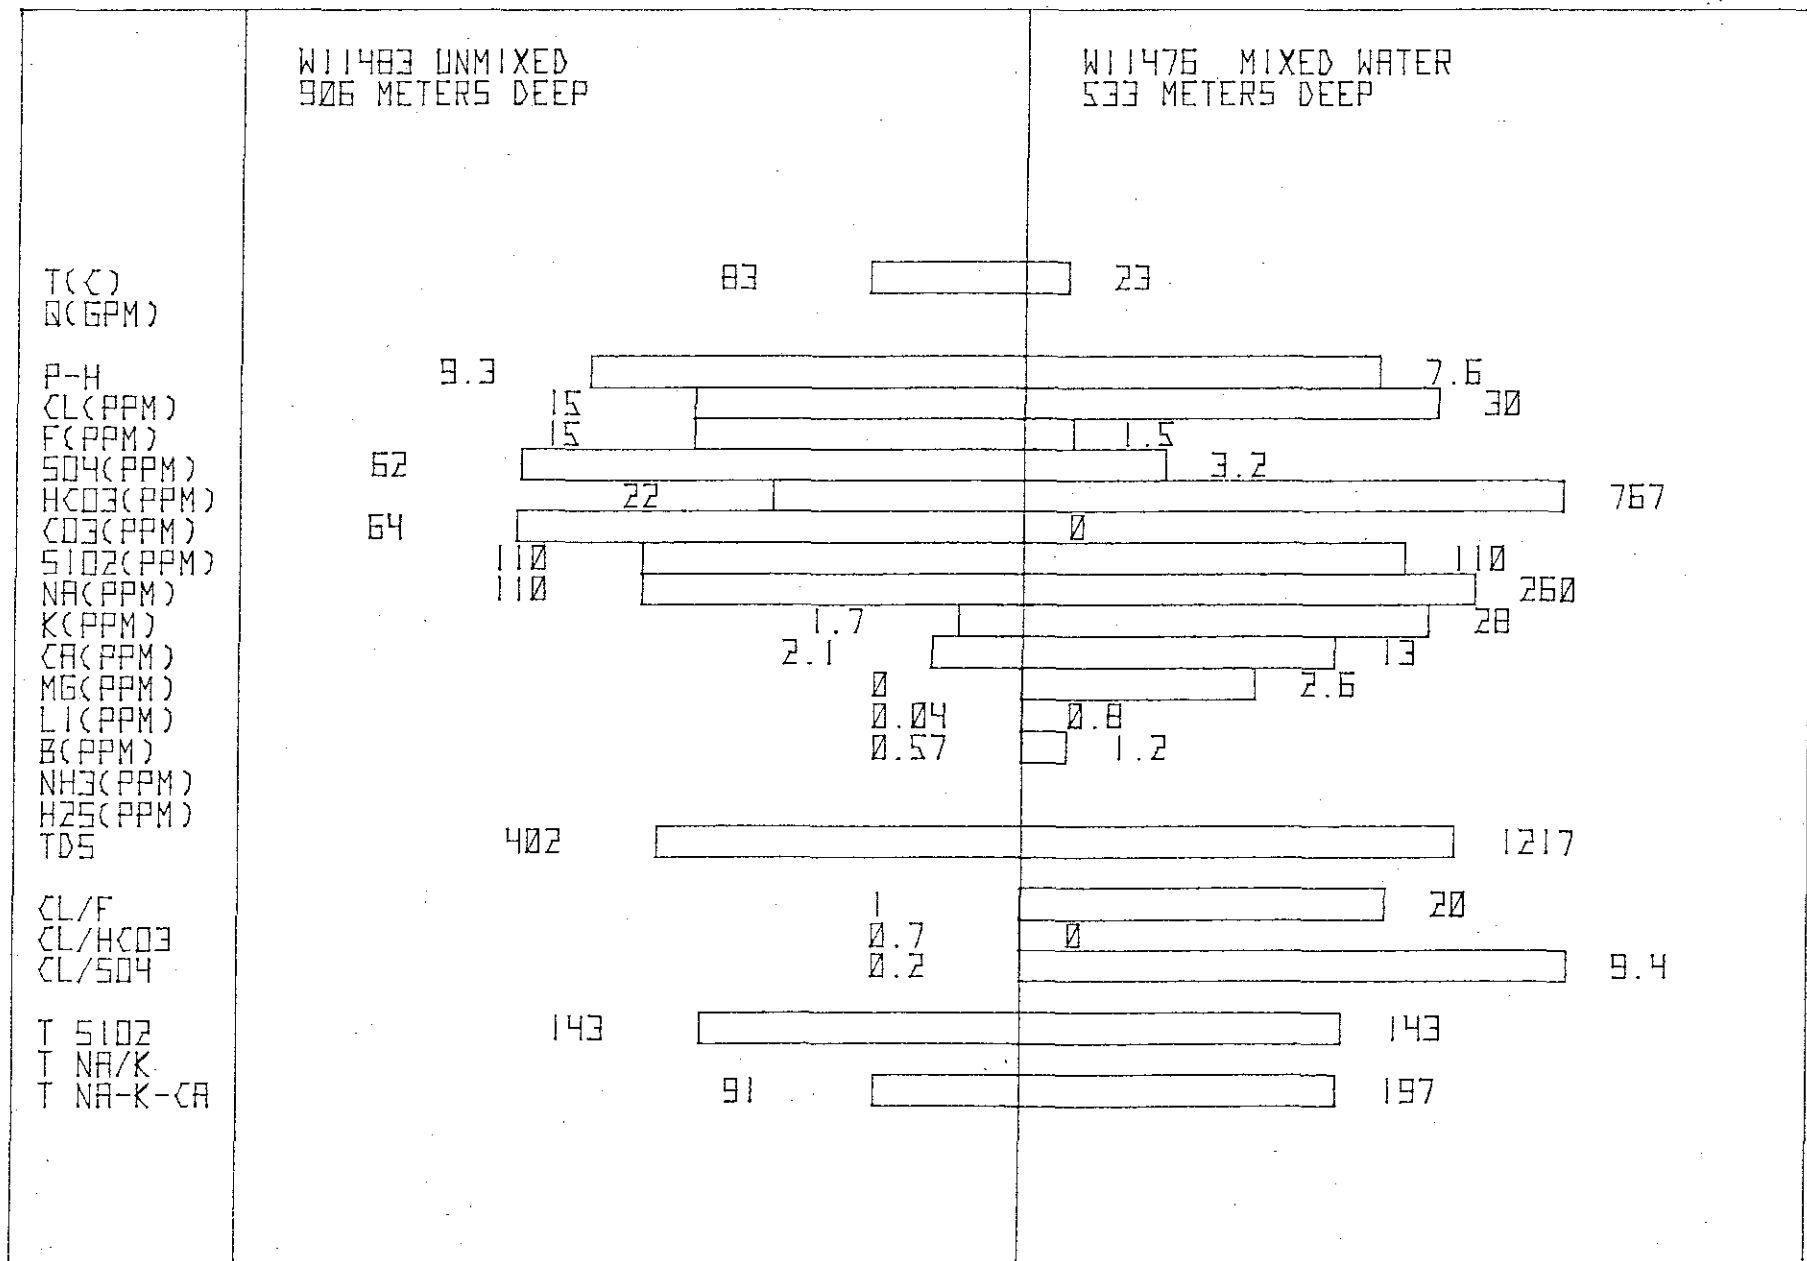 W11483 UNMIXED
906 METERS DEEP
W11476 MIXED WATER
533 METERS DEEP
T(C) 83 23
Q(GPM)
P-H 9.3 7.6
CL(PPM) 15 30
F(PPM) 15 1.5
SO4(PPM) 62 3.2
HCO3(PPM) 22 767
CO3(PPM) 64 0
SIO2(PPM) 110 110
NA(PPM) 110 260
K(PPM) 1.7 28
CA(PPM) 2.1 13
MG(PPM) 0 2.6
LI(PPM) 0.04 0.8
B(PPM) 0.57 1.2
NH3(PPM)
H2S(PPM)
TDS 402 1217
CL/F 1 20
CL/HCO3 0.7 0
CL/SO4 0.2 9.4
T SIO2 143 143
T NA/K
T NA-K-CA 91 197